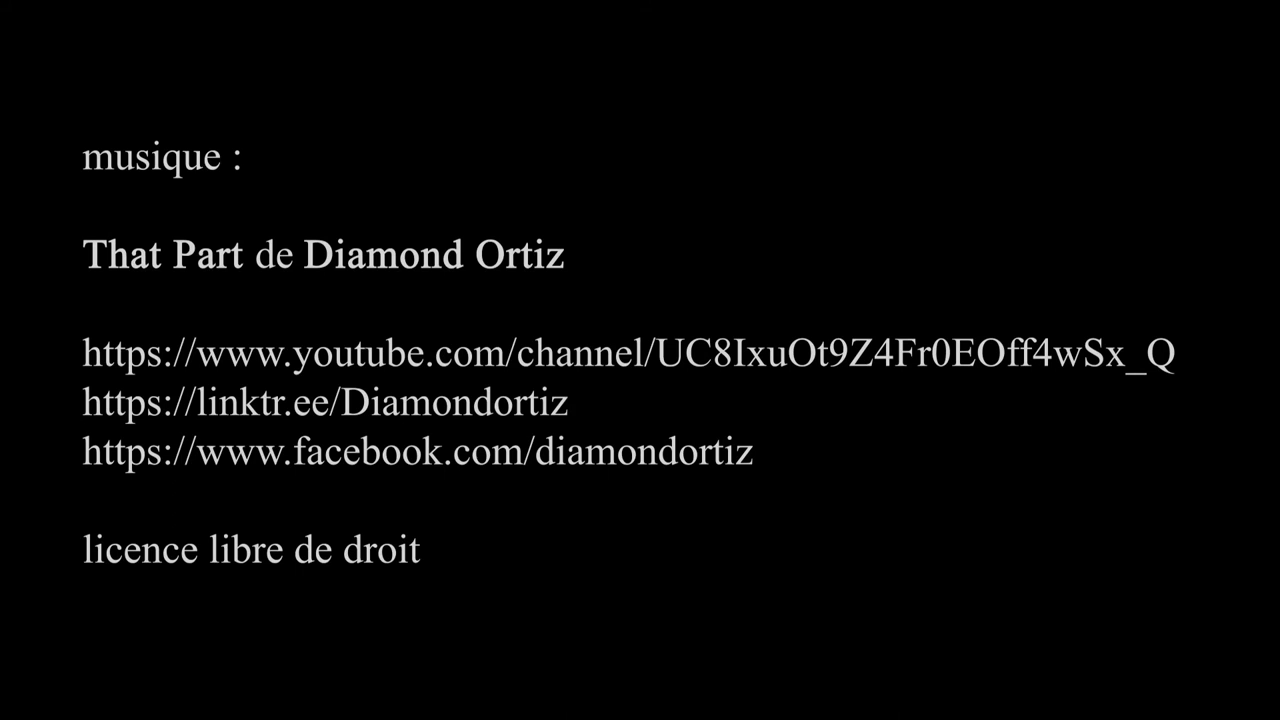 musique :
That Part de Diamond Ortiz
https://www.youtube.com/channel/UC8IxuOt9Z4Fr0EOff4wSx_Q
https://linktr.ee/Diamondortiz
https://www.facebook.com/diamondortiz
licence libre de droit